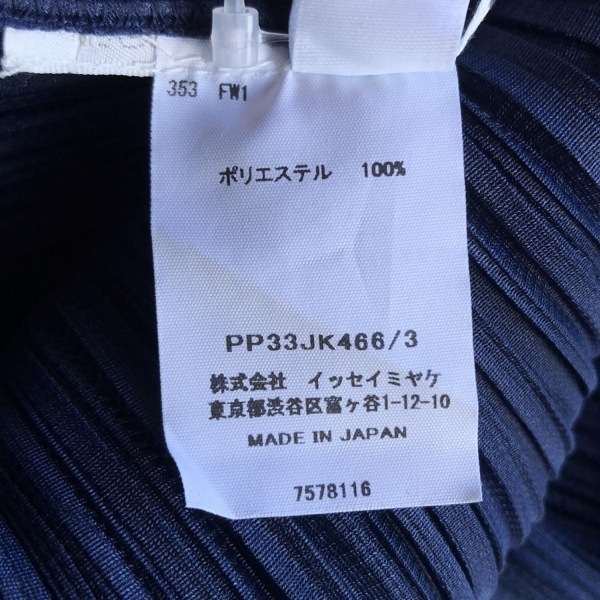 353 FW1
ポリエステル 100%
PP33JK466/3
株式会社 イッセイミヤケ
東京都渋谷区富ヶ谷1-12-10
MADE IN JAPAN
7578116